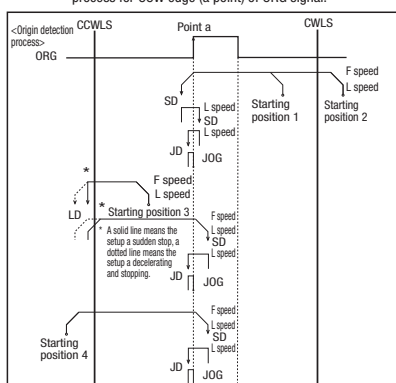 process for CCW edge (a point) of ORG signal.
<Origin detection process>
CCWLS
Point a
CWLS
ORG
F speed
SD
L speed
L speed
SD
Starting position 1
Starting position 2
L speed
JD
JOG
*
F speed
L speed
LD
*
Starting position 3
F speed
* A solid line means the
setup a sudden stop, a
dotted line means the
setup a decelerating
and stopping.
L speed
SD
L speed
JD
JOG
F speed
L speed
SD
Starting
position 4
L speed
JD
JOG